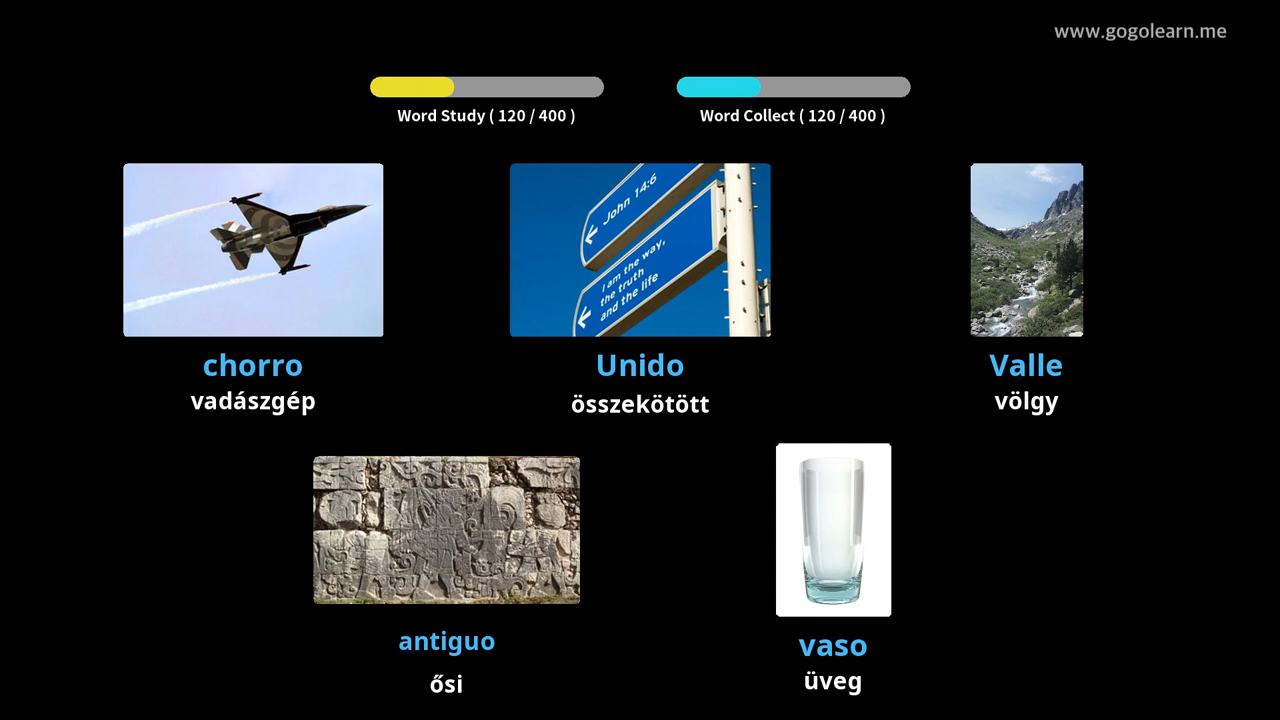 www.gogolearn.me
Word Study ( 120 / 400 )
Word Collect ( 120 / 400 )
John 14:6
I am the way,
the truth
and the life
chorro
vadászgép
Unido
összekötött
Valle
völgy
antiguo
ősi
vaso
üveg